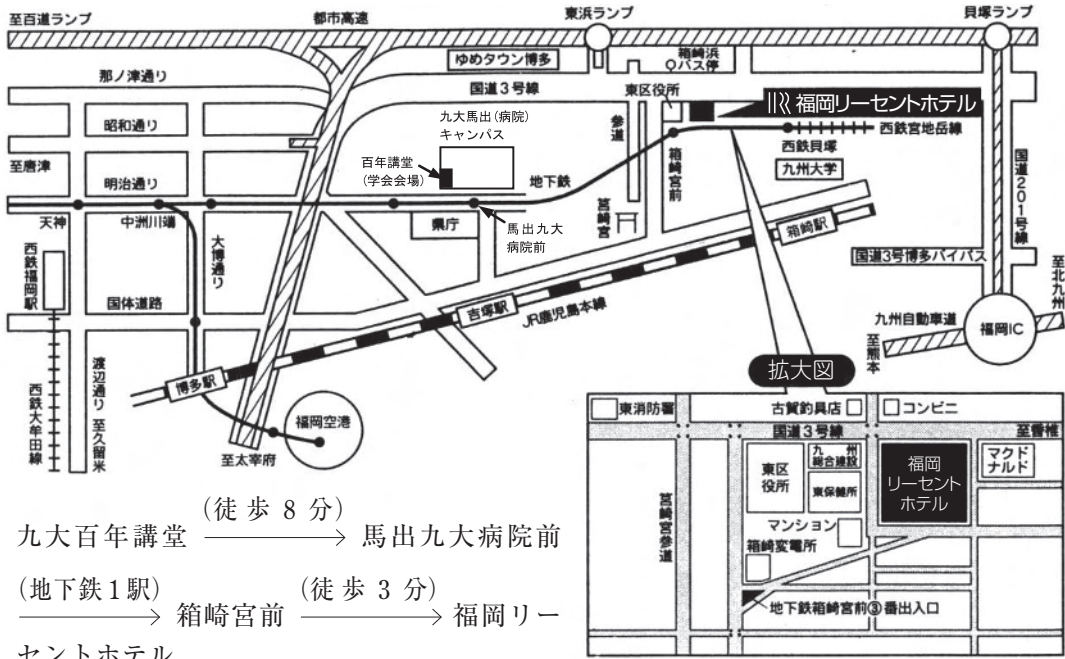 至百道ランプ
都市高速
東浜ランプ
貝塚ランプ
ゆめタウン博多
箱崎浜
バス停
那ノ津通り
国道3号線
東区役所
福岡リーセントホテル
昭和通り
九大馬出(病院)
キャンパス
参道
西鉄宮地岳線
西鉄貝塚
至唐津
百年講堂
(学会会場)
地下鉄
箱崎宮前
九州大学
国道201号線
明治通り
天神
中洲川端
馬出九大
病院前
県庁
筥崎宮
箱崎駅
西鉄福岡駅
大博通り
国道3号博多バイパス
至北九州
国体道路
吉塚駅
JR鹿児島本線
九州自動車道
福岡IC
至熊本
博多駅
拡大図
西鉄大牟田線
渡辺通り
至久留米
福岡空港
至太宰府
東消防署
古賀釣具店
コンビニ
国道3号線
至香椎
東区
役所
九州
総合建設
東保健所
福岡
リーセント
ホテル
マクド
ナルド
筥崎宮参道
マンション
箱崎変電所
地下鉄箱崎宮前③番出入口
(徒歩 8 分)
九大百年講堂 → 馬出九大病院前
(地下鉄1駅) (徒歩 3 分)
→ 箱崎宮前 → 福岡リー
セントホテル